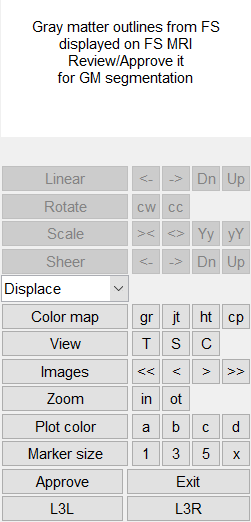 Gray matter outlines from FS
displayed on FS MRI
Review/Approve it
for GM segmentation
Linear <- -> Dn Up
Rotate cw cc
Scale >< <> Yy yY
Sheer <- -> Dn Up
Displace
Color map gr jt ht cp
View T S C
Images << < > >>
Zoom in ot
Plot color a b c d
Marker size 1 3 5 x
Approve Exit
L3L L3R